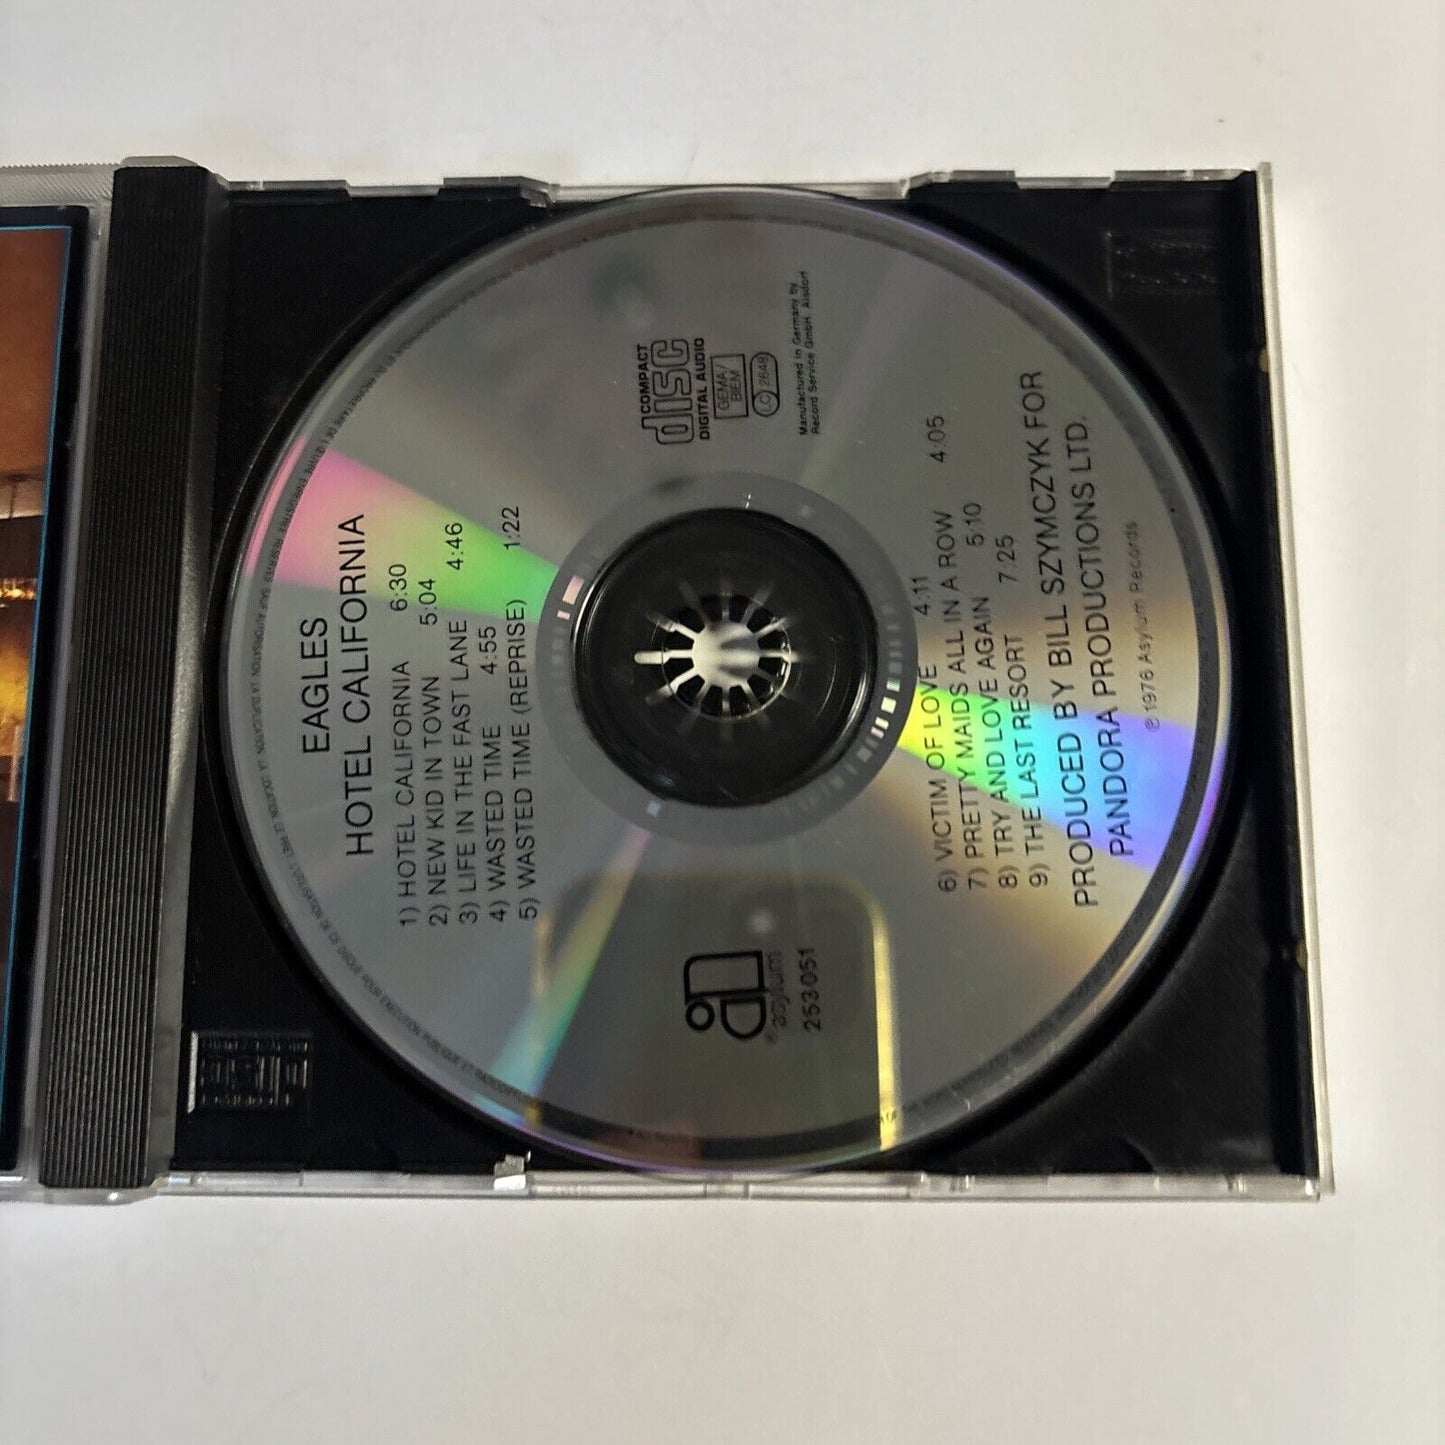 EAGLES
HOTEL CALIFORNIA
1) HOTEL CALIFORNIA 6:30
2) NEW KID IN TOWN 5:04
3) LIFE IN THE FAST LANE 4:46
4) WASTED TIME 4:55
5) WASTED TIME (REPRISE) 1:22
asylum
253051
COMPACT
disc
DIGITAL AUDIO
GEMA/
BIEM
LC 2648
Manufactured in Germany by
Record Service GmbH. Alsdorf
6) VICTIM OF LOVE 4:11
7) PRETTY MAIDS ALL IN A ROW 4:05
8) TRY AND LOVE AGAIN 5:10
9) THE LAST RESORT 7:25
PRODUCED BY BILL SZYMCZYK FOR
PANDORA PRODUCTIONS LTD.
℗ 1976 Asylum Records